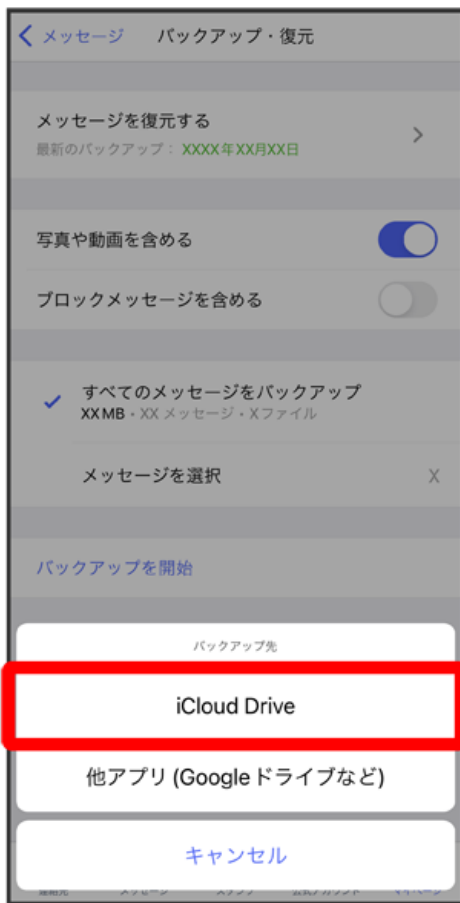 メッセージ バックアップ・復元
メッセージを復元する
最新のバックアップ： XXXX年XX月XX日
写真や動画を含める
ブロックメッセージを含める
すべてのメッセージをバックアップ
XX MB・XX メッセージ・Xファイル
メッセージを選択 X
バックアップを開始
バックアップ先
iCloud Drive
他アプリ (Googleドライブなど)
キャンセル